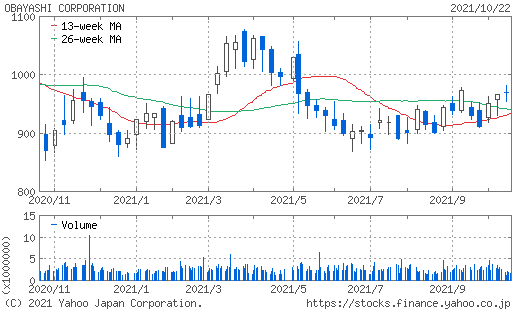 OBAYASHI CORPORATION 2021/10/22
1100
13-week MA
26-week MA
1000
900
800
2020/11 2021/1 2021/3 2021/5 2021/7 2021/9
15
Volume
10
5
0
(x1000000)
2020/11 2021/1 2021/3 2021/5 2021/7 2021/9
(C) 2021 Yahoo Japan Corporation. https://stocks.finance.yahoo.co.jp